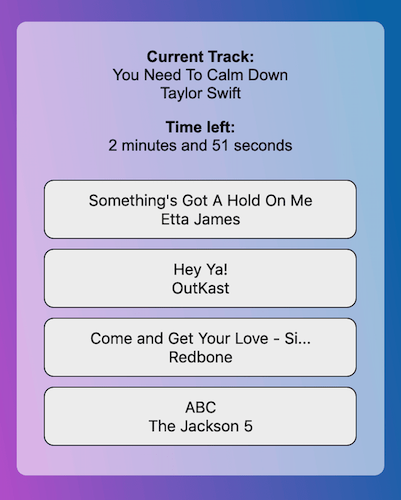 Current Track:
You Need To Calm Down
Taylor Swift
Time left:
2 minutes and 51 seconds
Something's Got A Hold On Me
Etta James
Hey Ya!
OutKast
Come and Get Your Love - Si...
Redbone
ABC
The Jackson 5